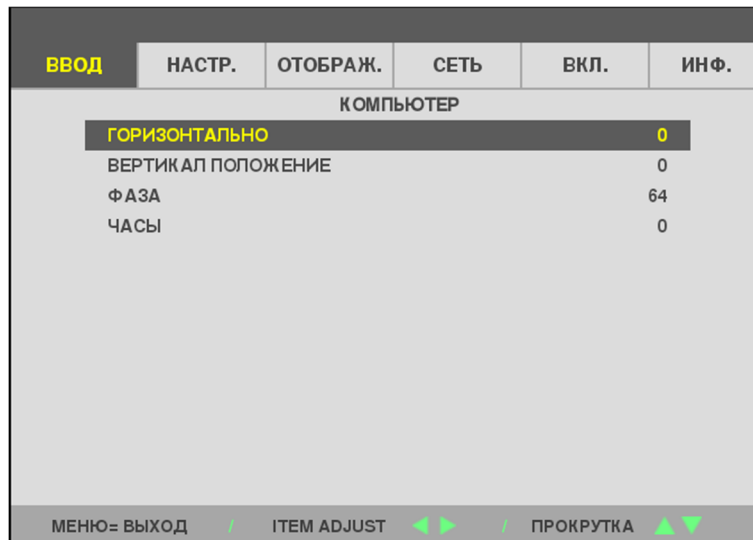 ВВОД НАСТР. ОТОБРАЖ. СЕТЬ ВКЛ. ИНФ.
КОМПЬЮТЕР
ГОРИЗОНТАЛЬНО 0
ВЕРТИКАЛ ПОЛОЖЕНИЕ 0
ФАЗА 64
ЧАСЫ 0
МЕНЮ= ВЫХОД / ITEM ADJUST ◀ ▶ / ПРОКРУТКА ▲ ▼